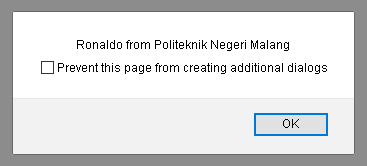 Ronaldo from Politeknik Negeri Malang
Prevent this page from creating additional dialogs
OK